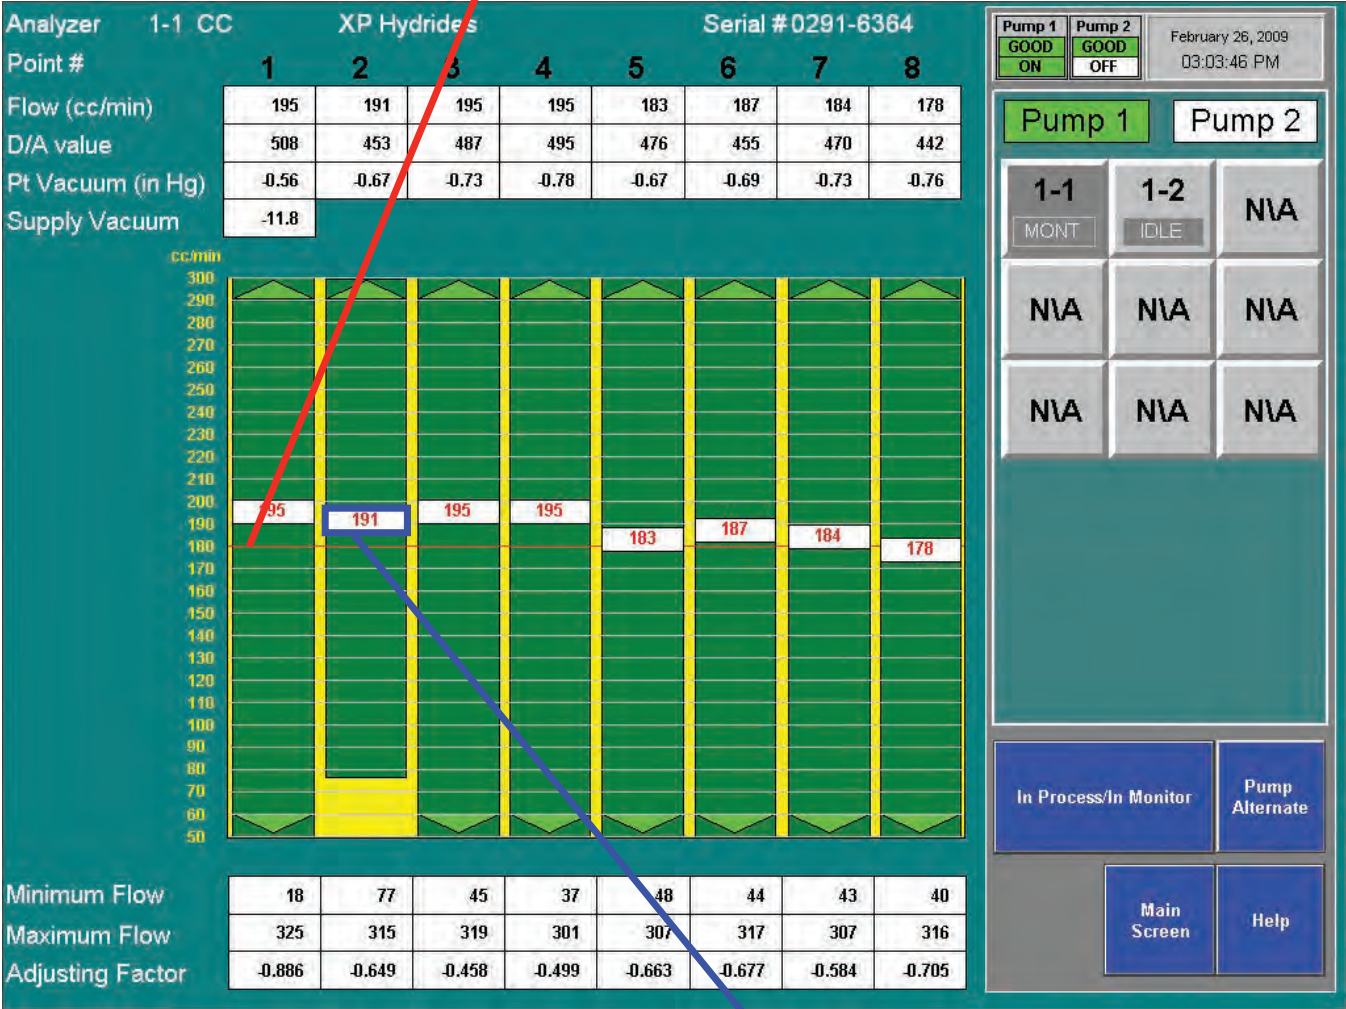 Analyzer 1-1 CC XP Hydrides Serial # 0291-6364
Point # 1 2 3 4 5 6 7 8
Flow (cc/min) 195 191 195 195 183 187 184 178
D/A value 508 453 487 495 476 455 470 442
Pt Vacuum (in Hg) -0.56 -0.67 -0.73 -0.78 -0.67 -0.69 -0.73 -0.76
Supply Vacuum -11.8
cc/min
300
290
280
270
260
250
240
230
220
210
200
190
180
170
160
150
140
130
120
110
100
90
80
70
60
50
195 191 195 195 183 187 184 178
Minimum Flow 18 77 45 37 48 44 43 40
Maximum Flow 325 315 319 301 307 317 307 316
Adjusting Factor -0.886 -0.649 -0.458 -0.499 -0.663 -0.677 -0.584 -0.705
Pump 1 Pump 2
GOOD GOOD
ON OFF
February 26, 2009
03:03:46 PM
Pump 1 Pump 2
1-1 1-2 N\A
MONT IDLE
N\A N\A N\A
N\A N\A N\A
In Process/In Monitor
Pump
Alternate
Main
Screen
Help